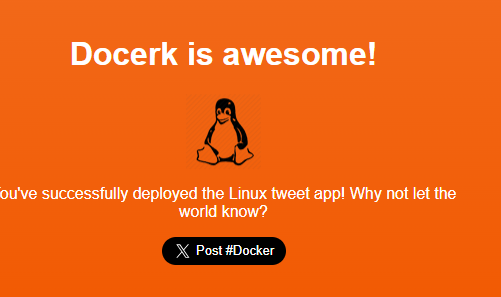 Docerk is awesome!
ou've successfully deployed the Linux tweet app! Why not let the
world know?
X Post #Docker